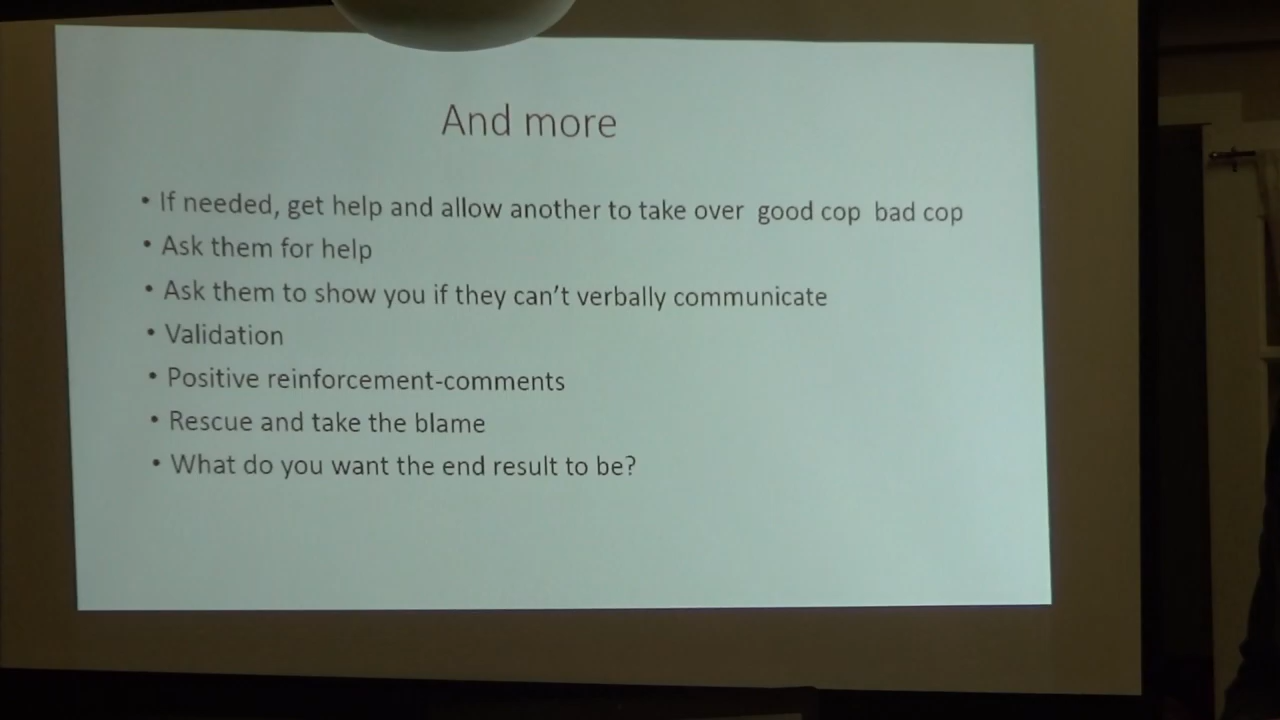 And more
• If needed, get help and allow another to take over  good cop  bad cop
• Ask them for help
• Ask them to show you if they can't verbally communicate
• Validation
• Positive reinforcement-comments
• Rescue and take the blame
• What do you want the end result to be?